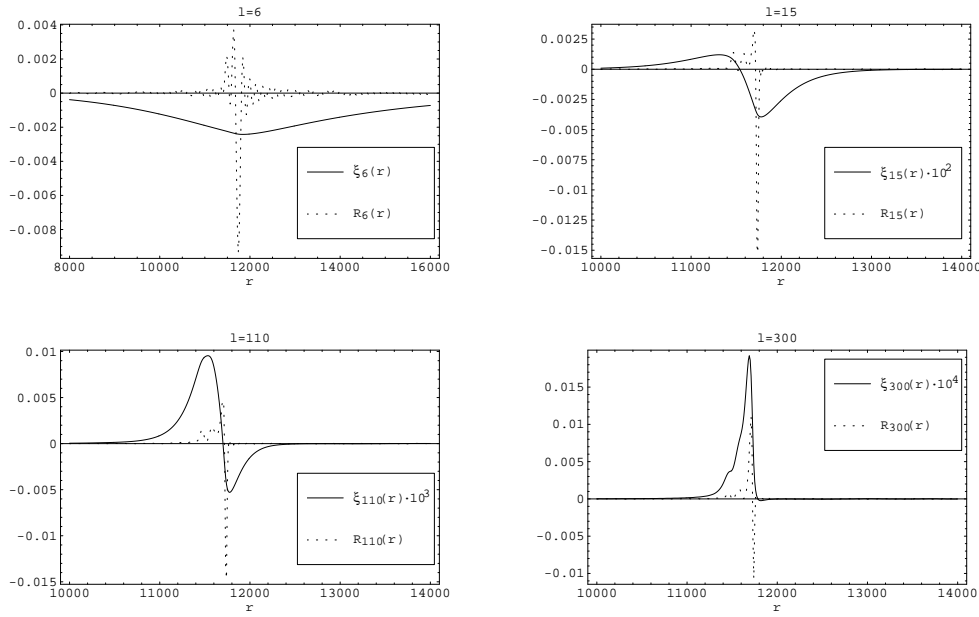 l=6
0.004
0.002
0
-0.002
-0.004
-0.006
-0.008
ξ6(r)
R6(r)
8000 10000 12000 14000 16000
r
l=15
0.0025
0
-0.0025
-0.005
-0.0075
-0.01
-0.0125
-0.015
ξ15(r)·10²
R15(r)
10000 11000 12000 13000 14000
r
l=110
0.01
0.005
0
-0.005
-0.01
-0.015
ξ110(r)·10³
R110(r)
10000 11000 12000 13000 14000
r
l=300
0.015
0.01
0.005
0
-0.005
-0.01
ξ300(r)·10⁴
R300(r)
10000 11000 12000 13000 14000
r